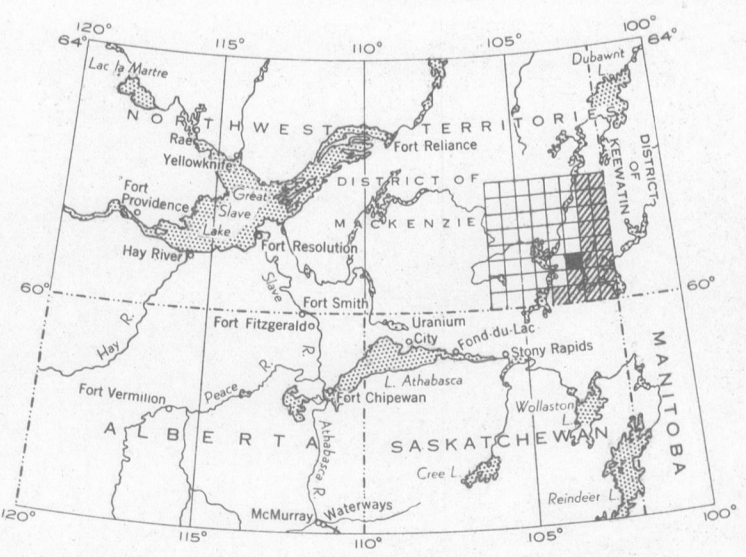 120°
115°
110°
105°
100°
64°
64°
Dubawnt
L.
Lac la Martre
NORTHWEST TERRITORIE
Rae
Yellowknife
Fort Reliance
DISTRICT
OF
KEEWATIN
DISTRICT OF
MACKENZIE
Fort
Providence
Great
Slave
Lake
Hay River
Fort Resolution
Slave
R.
60°
60°
Fort Smith
Fort Fitzgerald
Uranium
City
Fond-du-Lac
Stony Rapids
Hay R.
L. Athabasca
Fort Vermilion
Peace R.
Fort Chipewan
Wollaston
L.
MANITOBA
ALBERTA
SASKATCHEWAN
Athabasca R.
Cree L.
Reindeer L.
McMurray
Waterways
120°
115°
110°
105°
100°